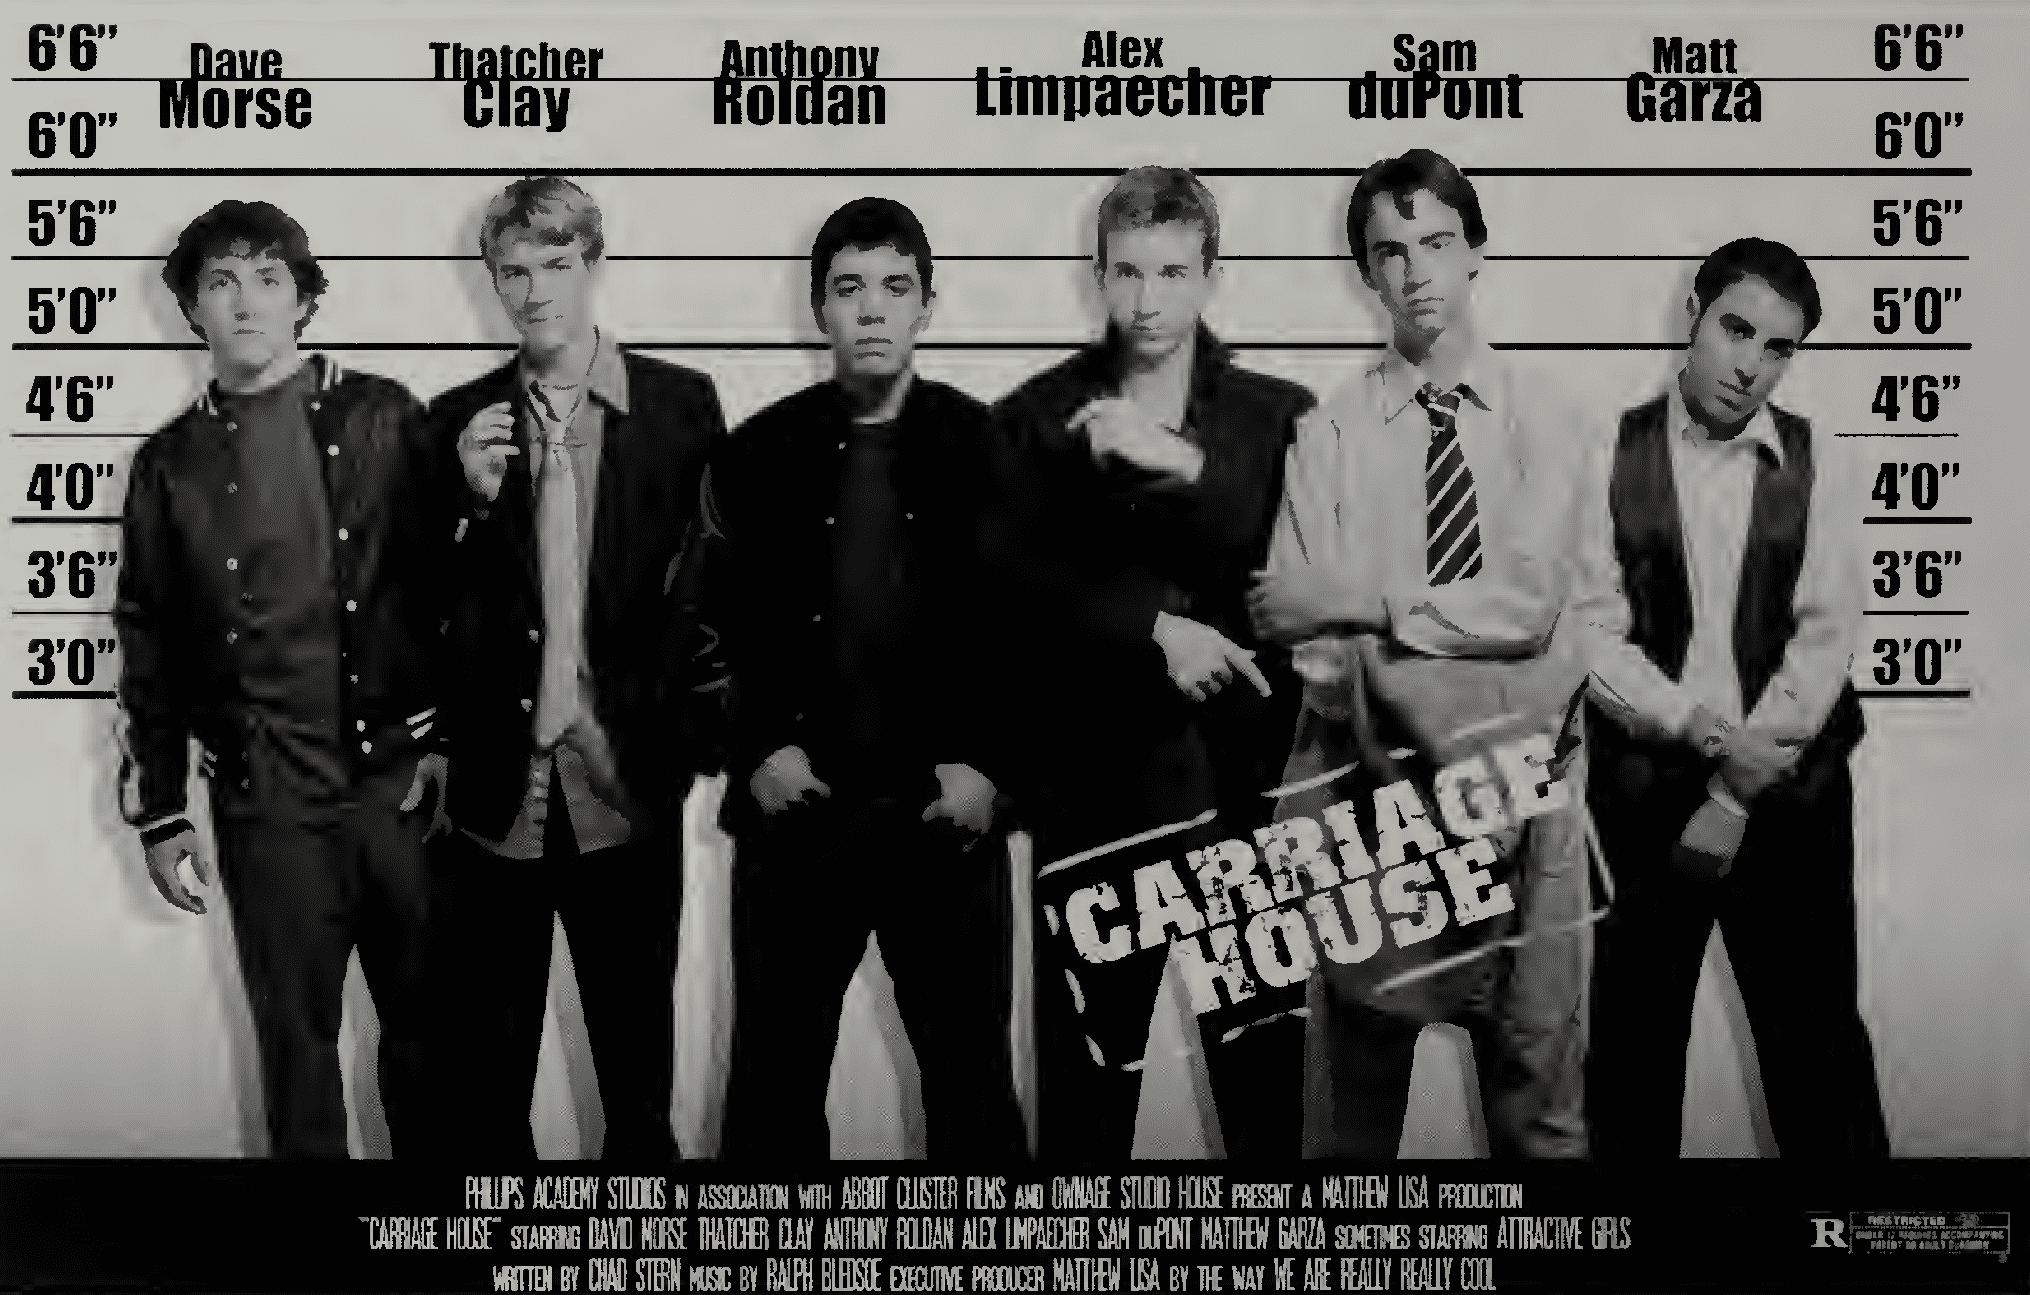 6'6" 6'6"
Dave Thatcher Anthony Alex Sam Matt
Morse Clay Roldan Limpaecher duPont Garza
6'0" 6'0"
5'6" 5'6"
5'0" 5'0"
4'6" 4'6"
4'0" 4'0"
3'6" 3'6"
3'0" 3'0"
CARRIAGE
HOUSE
PHILLIPS ACADEMY STUDIOS IN ASSOCIATION WITH ABBOT CLUSTER FILMS AND OWNAGE STUDIO HOUSE PRESENT A MATTHEW LISA PRODUCTION
"CARRIAGE HOUSE" STARRING DAVID MORSE THATCHER CLAY ANTHONY ROLDAN ALEX LIMPAECHER SAM DUPONT MATTHEW GARZA SOMETIMES STARRING ATTRACTIVE GIRLS
WRITTEN BY CHAD STERN MUSIC BY RALPH BLEDSOE EXECUTIVE PRODUCER MATTHEW LISA BY THE WAY WE ARE REALLY REALLY COOL
R RESTRICTED